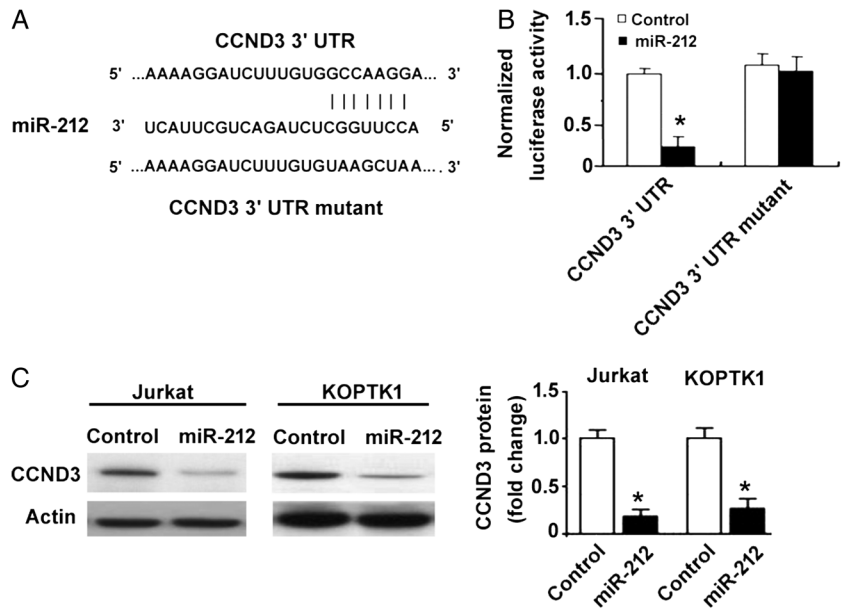 A
CCND3 3' UTR
5' ...AAAAGGAUCUUUGUGGCCAAGGA... 3'
miR-212 3' UCAUUCGUCAGAUCUCGGUUCCA 5'
5' ...AAAAGGAUCUUUGUGUAAGCUAA.... 3'
CCND3 3' UTR mutant
B
Normalized
luciferase activity
1.5
1.0
0.5
0
Control
miR-212
*
CCND3 3' UTR
CCND3 3' UTR mutant
C
Jurkat KOPTK1
Control miR-212 Control miR-212
CCND3
Actin
CCND3 protein
(fold change)
1.5
1.0
0.5
0
Jurkat KOPTK1
* *
Control
miR-212
Control
miR-212